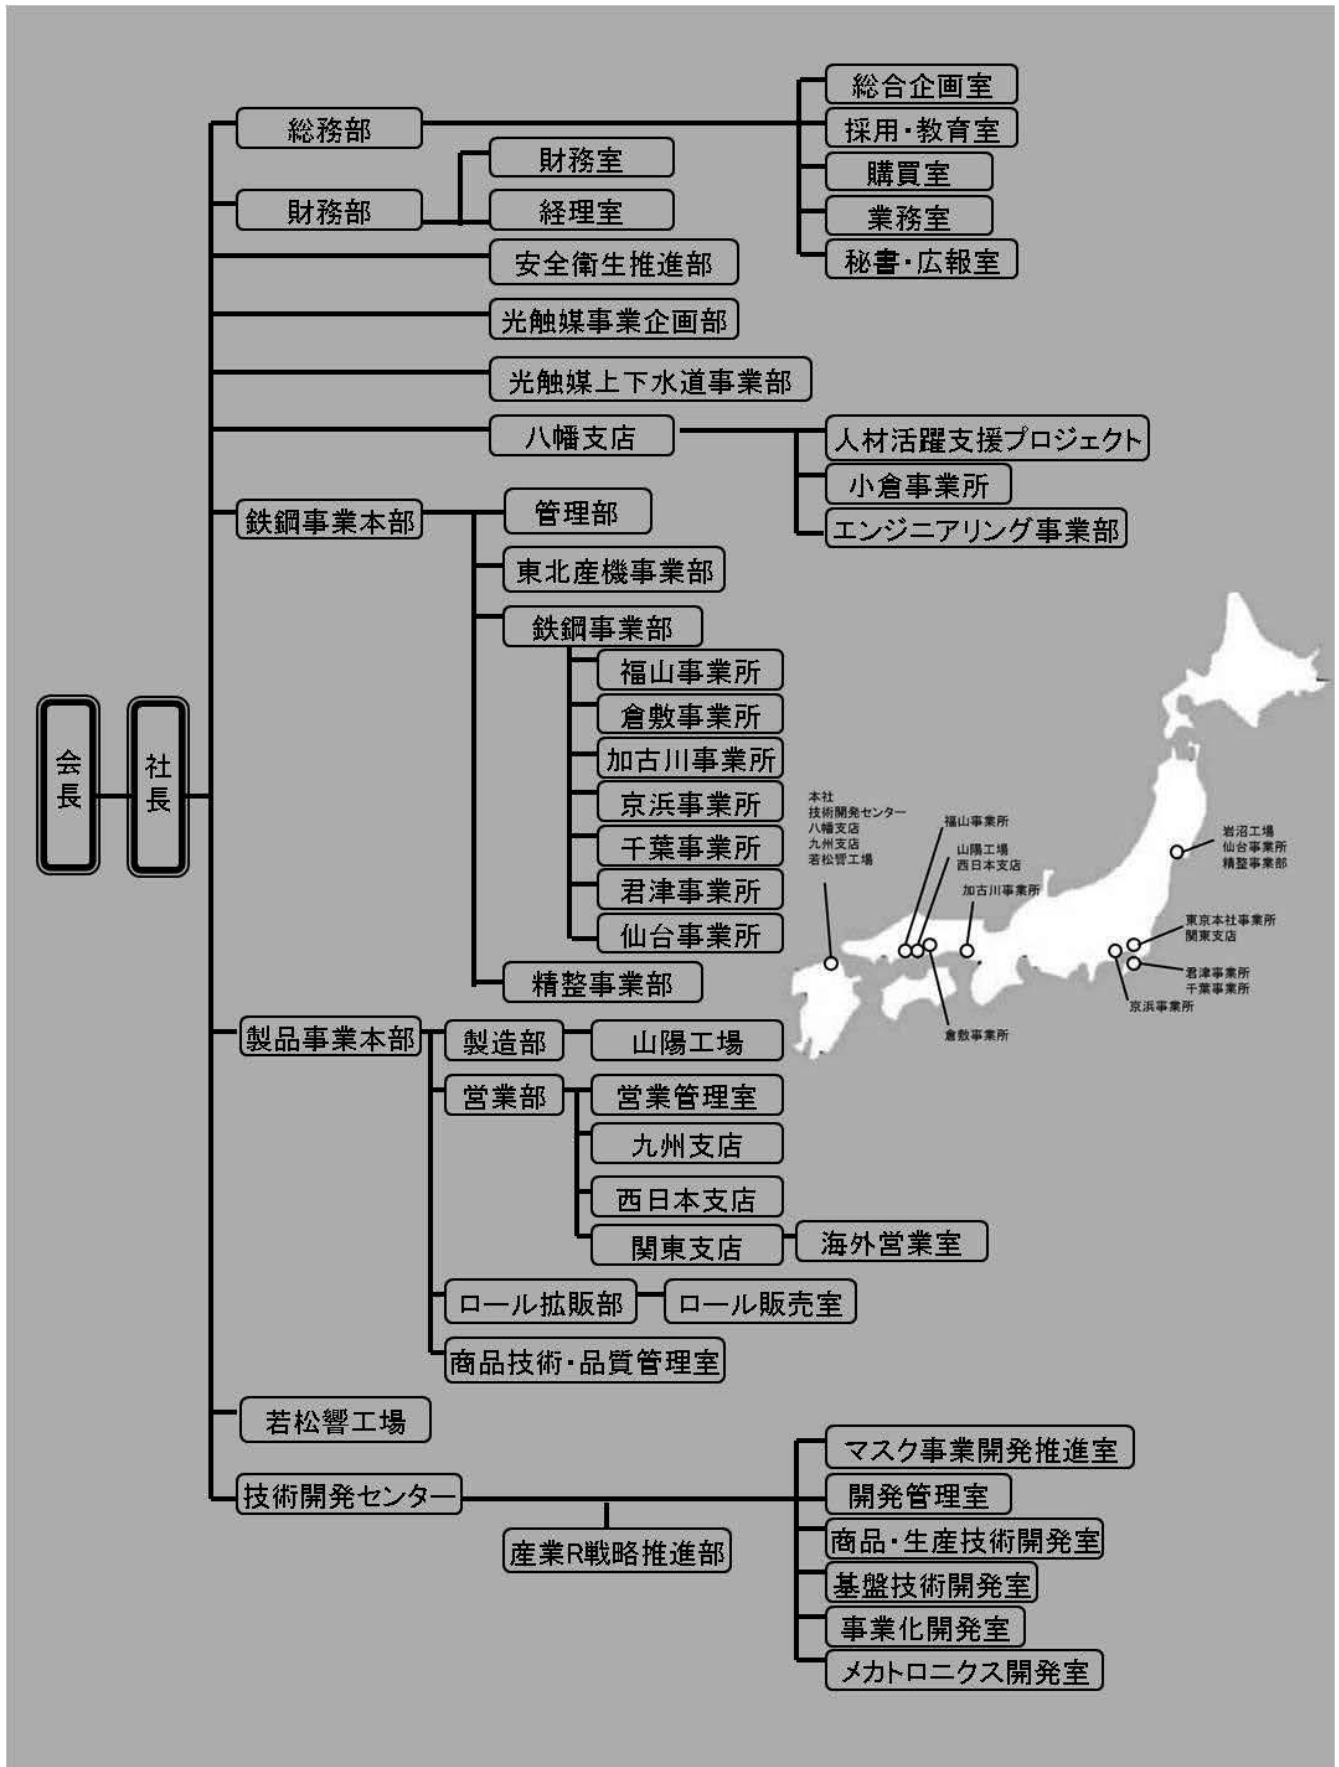 会長
社長
総務部
総合企画室
採用・教育室
購買室
業務室
秘書・広報室
財務部
財務室
経理室
安全衛生推進部
光触媒事業企画部
光触媒上下水道事業部
八幡支店
人材活躍支援プロジェクト
小倉事業所
エンジニアリング事業部
鉄鋼事業本部
管理部
東北産機事業部
鉄鋼事業部
福山事業所
倉敷事業所
加古川事業所
京浜事業所
千葉事業所
君津事業所
仙台事業所
精整事業部
製品事業本部
製造部
山陽工場
営業部
営業管理室
九州支店
西日本支店
関東支店
海外営業室
ロール拡販部
ロール販売室
商品技術・品質管理室
若松響工場
技術開発センター
産業R戦略推進部
マスク事業開発推進室
開発管理室
商品・生産技術開発室
基盤技術開発室
事業化開発室
メカトロニクス開発室
本社
技術開発センター
八幡支店
九州支店
若松響工場
福山事業所
山陽工場
西日本支店
加古川事業所
倉敷事業所
岩沼工場
仙台事業所
精整事業部
東京本社事業所
関東支店
君津事業所
千葉事業所
京浜事業所